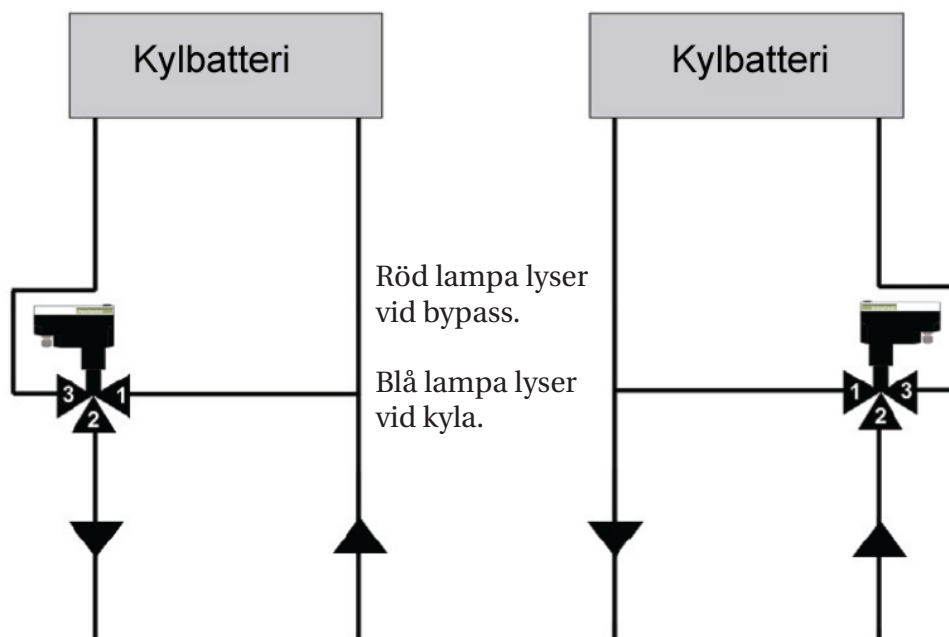 Kylbatteri
Kylbatteri
Röd lampa lyser
vid bypass.
Blå lampa lyser
vid kyla.
3 1
2
1 3
2